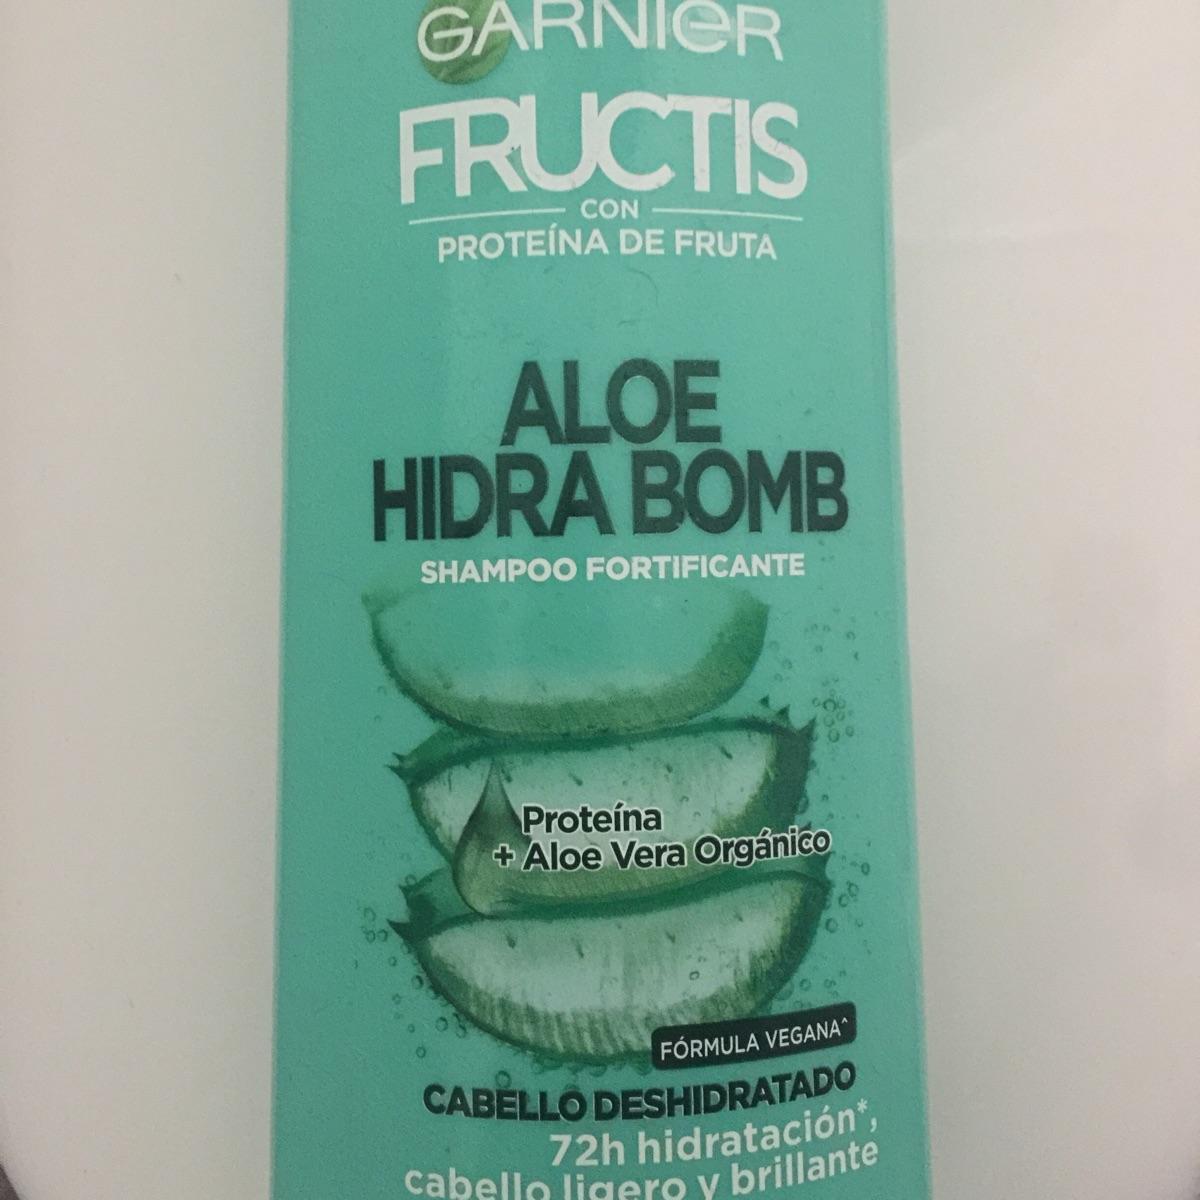 GARNIER
FRUCTIS
CON
PROTEÍNA DE FRUTA
ALOE
HIDRA BOMB
SHAMPOO FORTIFICANTE
Proteína
+ Aloe Vera Orgánico
FÓRMULA VEGANA^
CABELLO DESHIDRATADO
72h hidratación*,
cabello ligero y brillante